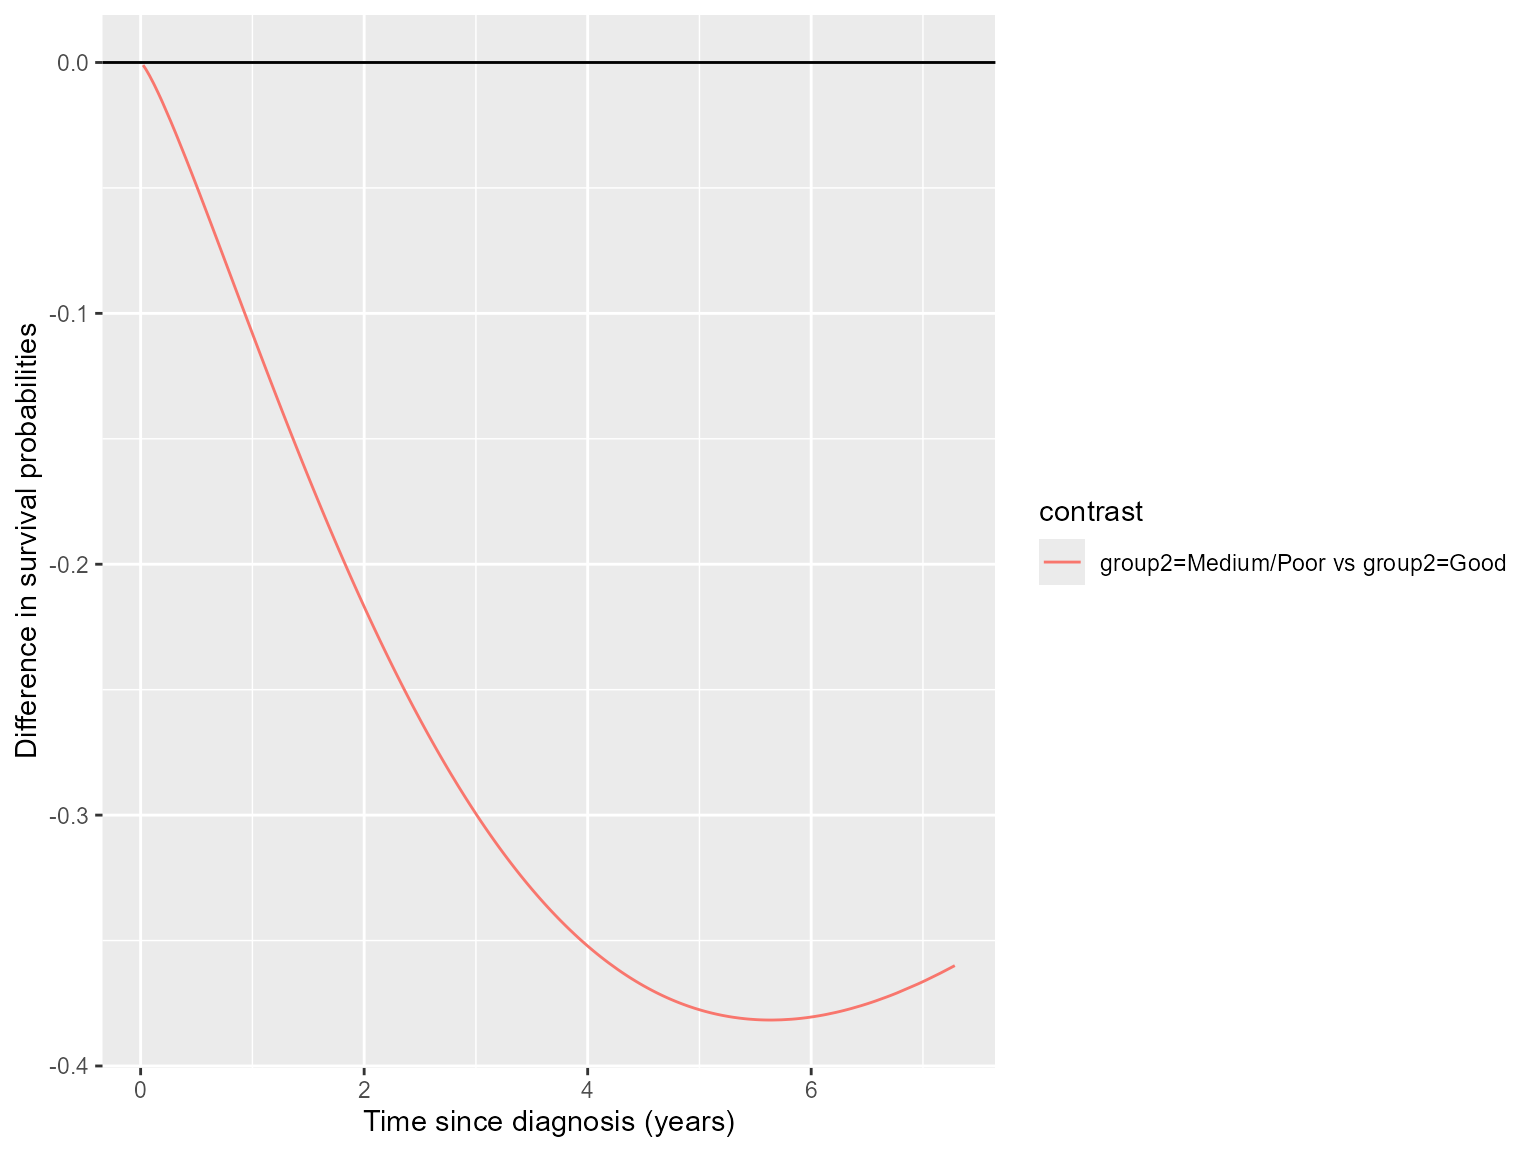 Difference in survival probabilities
0.0
-0.1
-0.2
-0.3
-0.4
0
2
4
6
Time since diagnosis (years)
contrast
group2=Medium/Poor vs group2=Good